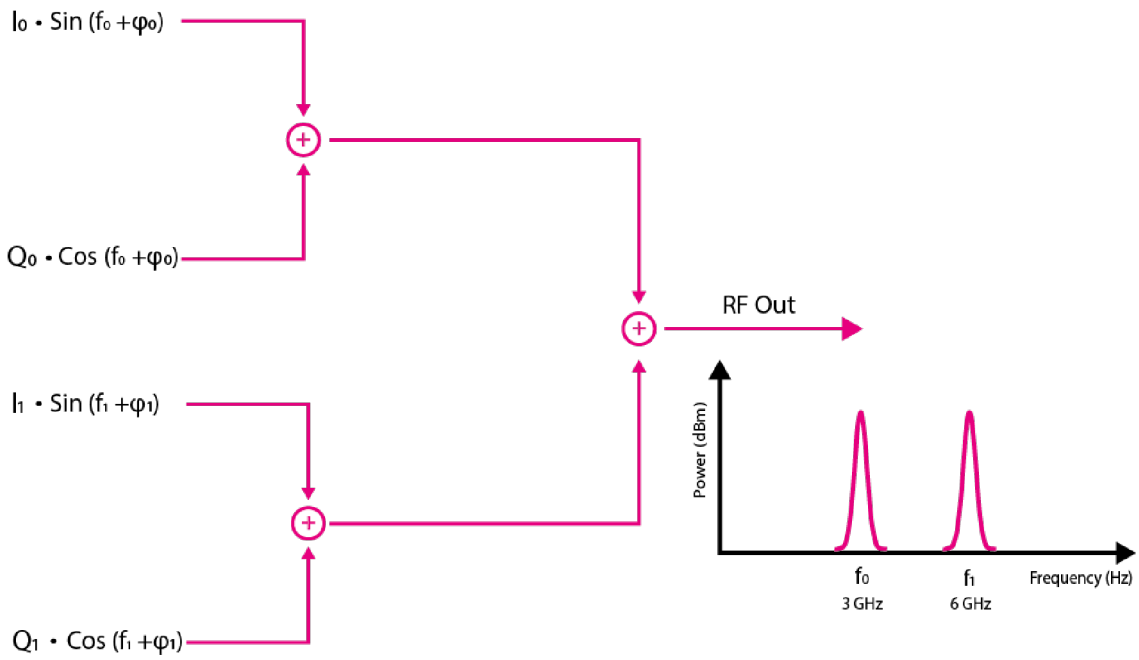 I₀ • Sin (f₀ +φ₀)
Q₀ • Cos (f₀ +φ₀)
RF Out
I₁ • Sin (f₁ +φ₁)
Power (dBm)
f₀
f₁
Frequency (Hz)
3 GHz
6 GHz
Q₁ • Cos (f₁ +φ₁)